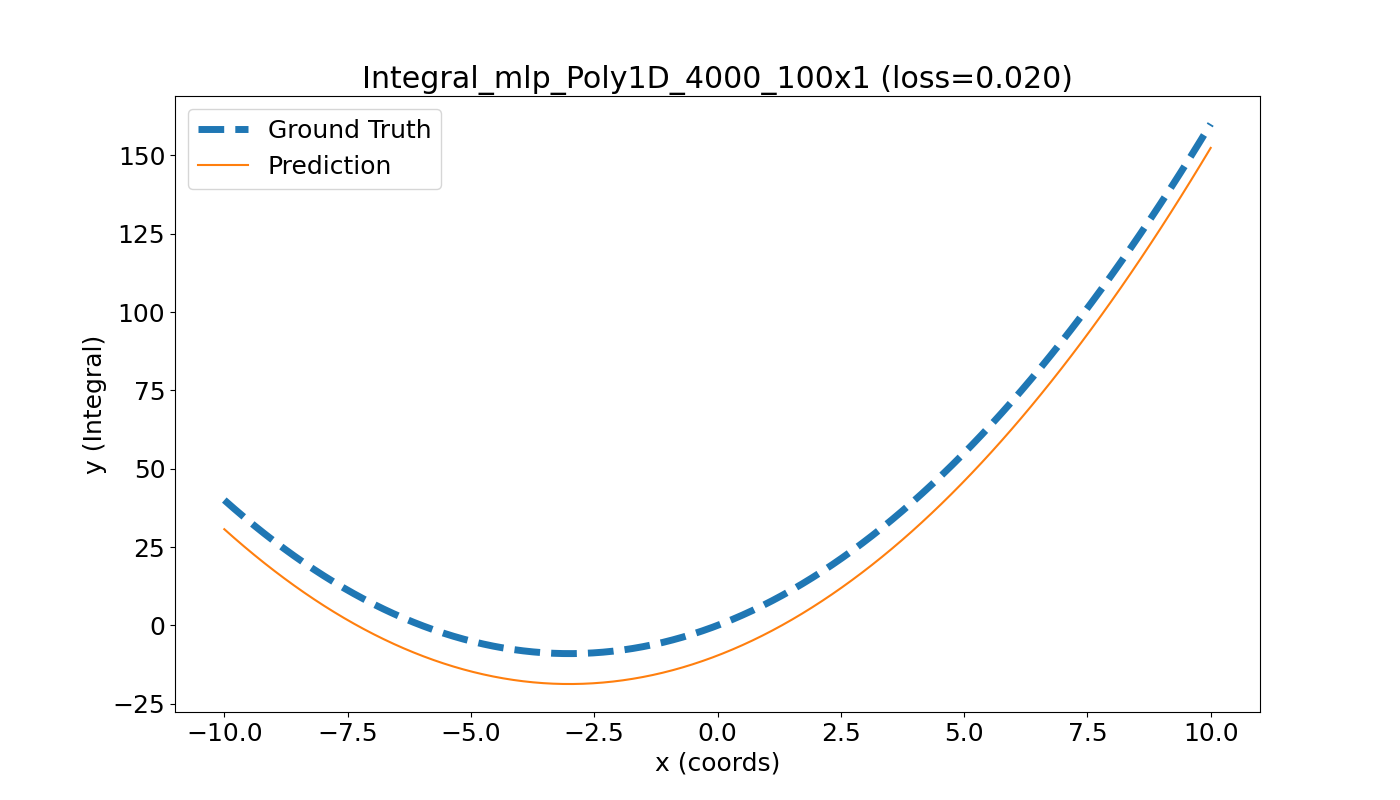 Integral_mlp_Poly1D_4000_100x1 (loss=0.020)
Ground Truth
Prediction
y (Integral)
150
125
100
75
50
25
0
−25
−10.0 −7.5 −5.0 −2.5 0.0 2.5 5.0 7.5 10.0
x (coords)